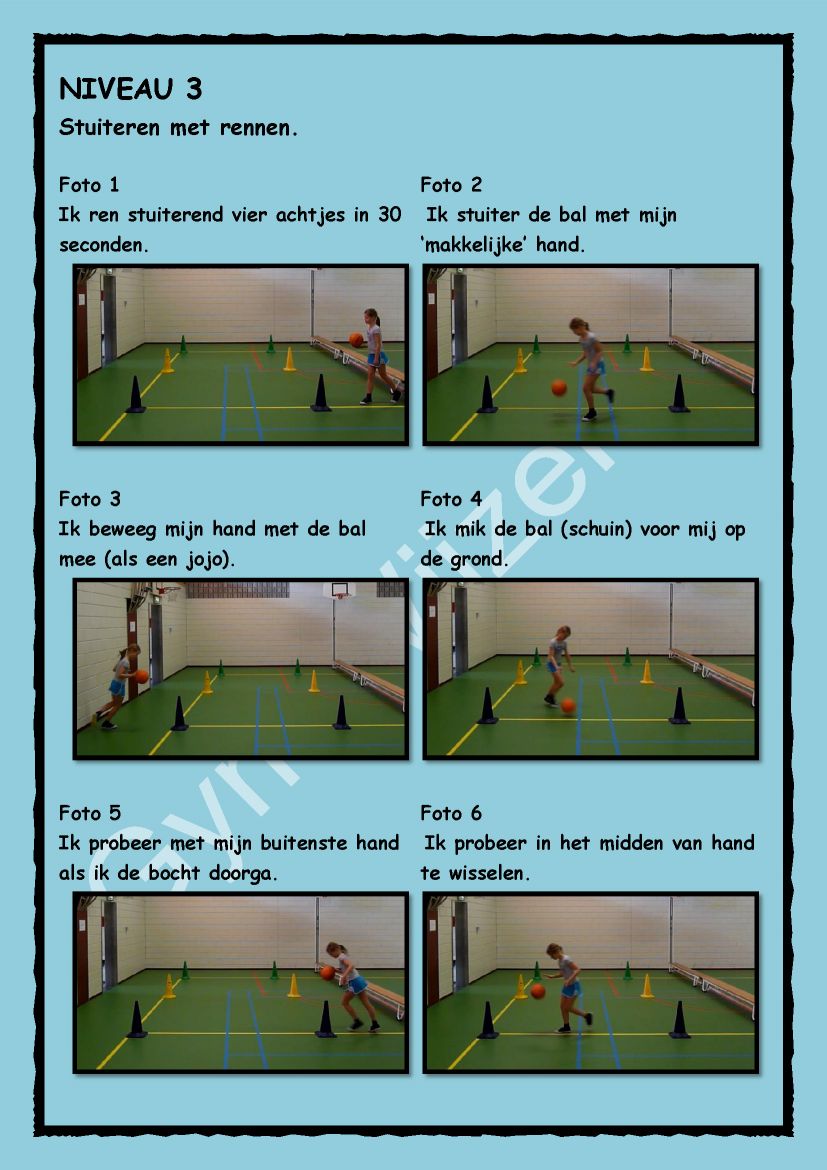 NIVEAU 3
Stuiteren met rennen.
Foto 1
Ik ren stuiterend vier achtjes in 30
seconden.
Foto 2
Ik stuiter de bal met mijn
‘makkelijke’ hand.
Foto 3
Ik beweeg mijn hand met de bal
mee (als een jojo).
Foto 4
Ik mik de bal (schuin) voor mij op
de grond.
Foto 5
Ik probeer met mijn buitenste hand
als ik de bocht doorga.
Foto 6
Ik probeer in het midden van hand
te wisselen.